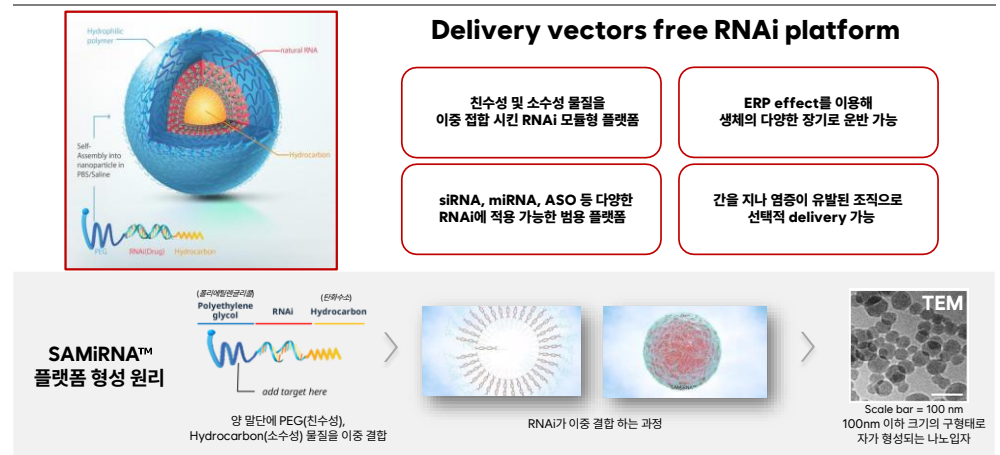 Delivery vectors free RNAi platform
Hydrophilic
polymer
natural RNA
Self-
Assembly into
nanoparticle in
PBS/Saline
Hydrocarbon
PEG
RNAi(Drug)
Hydrocarbon
친수성 및 소수성 물질을
이중 접합 시킨 RNAi 모듈형 플랫폼
ERP effect를 이용해
생체의 다양한 장기로 운반 가능
siRNA, miRNA, ASO 등 다양한
RNAi에 적용 가능한 범용 플랫폼
간을 지나 염증이 유발된 조직으로
선택적 delivery 가능
SAMiRNA™
플랫폼 형성 원리
(폴리에틸렌글리콜)
Polyethylene
glycol
RNAi
(탄화수소)
Hydrocarbon
add target here
양 말단에 PEG(친수성),
Hydrocarbon(소수성) 물질을 이중 결합
SAMiRNA™
RNAi가 이중 결합 하는 과정
TEM
Scale bar = 100 nm
100nm 이하 크기의 구형태로
자가 형성되는 나노입자